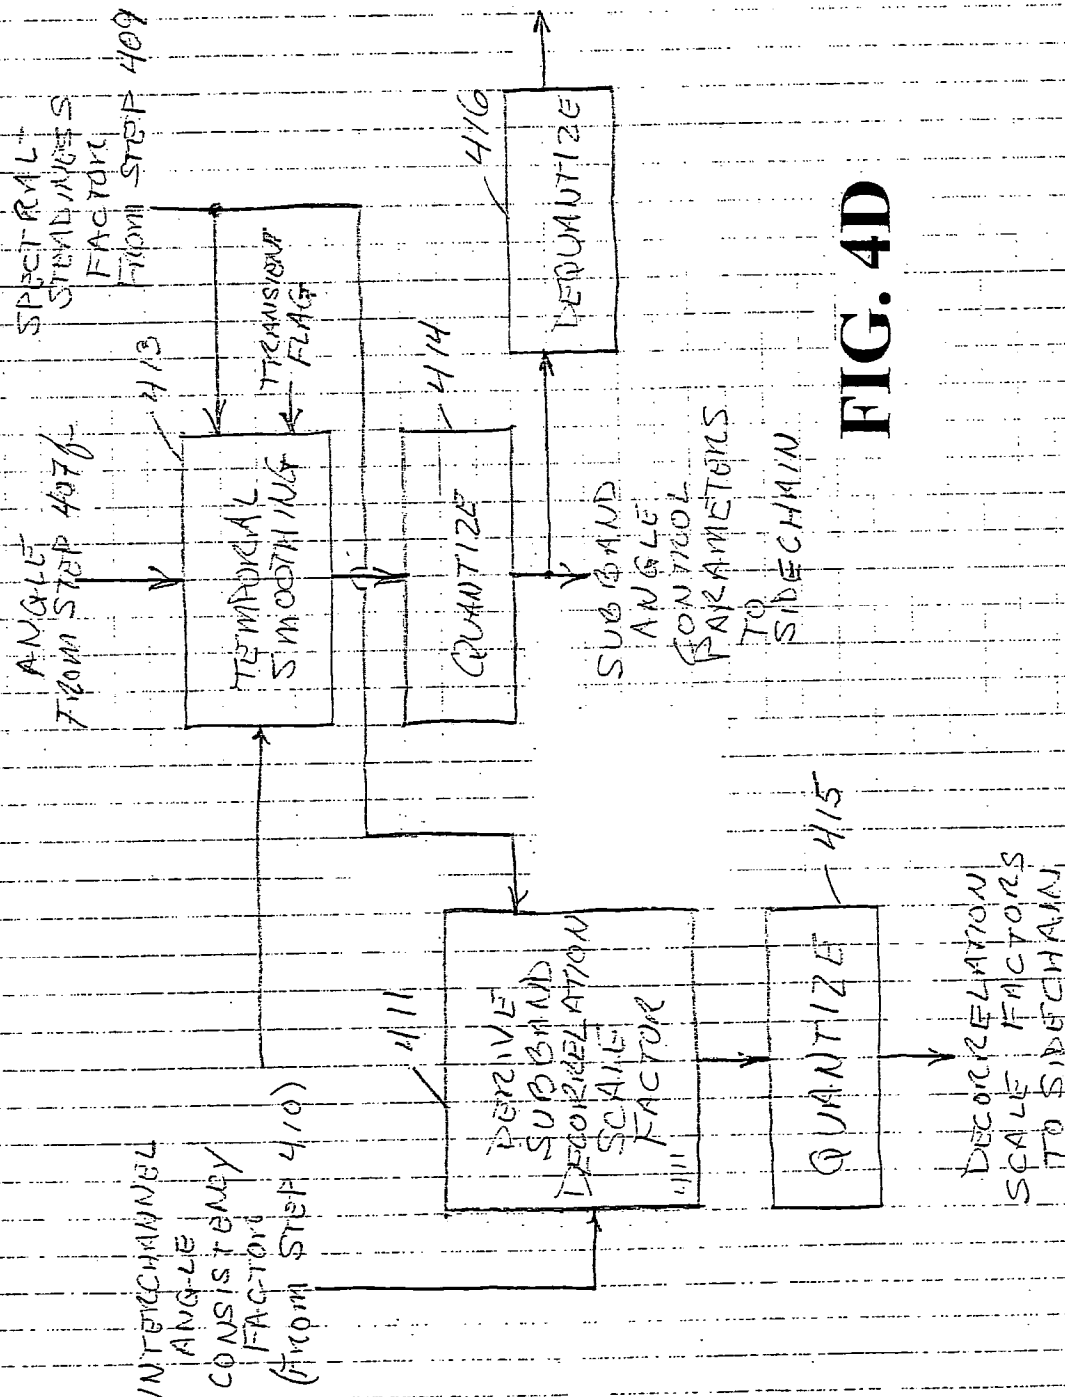 INTERCHANNEL
ANGLE
CONSISTENCY
FACTOR
(FROM STEP 410)
ANGLE
FROM STEP 407f
SPECTRAL-
STEADINESS
FACTOR
FROM STEP 409
413
TEMPORAL
SMOOTHING
TRANSIENT
FLAG
411
DERIVE
SUBBAND
DECORRELATION
SCALE
FACTOR
411
414
QUANTIZE
416
DEQUANTIZE
SUBBAND
ANGLE
CONTROL
PARAMETERS
TO
SIDECHAIN
415
QUANTIZE
DECORRELATION
SCALE FACTORS
TO SIDECHAIN
FIG. 4D